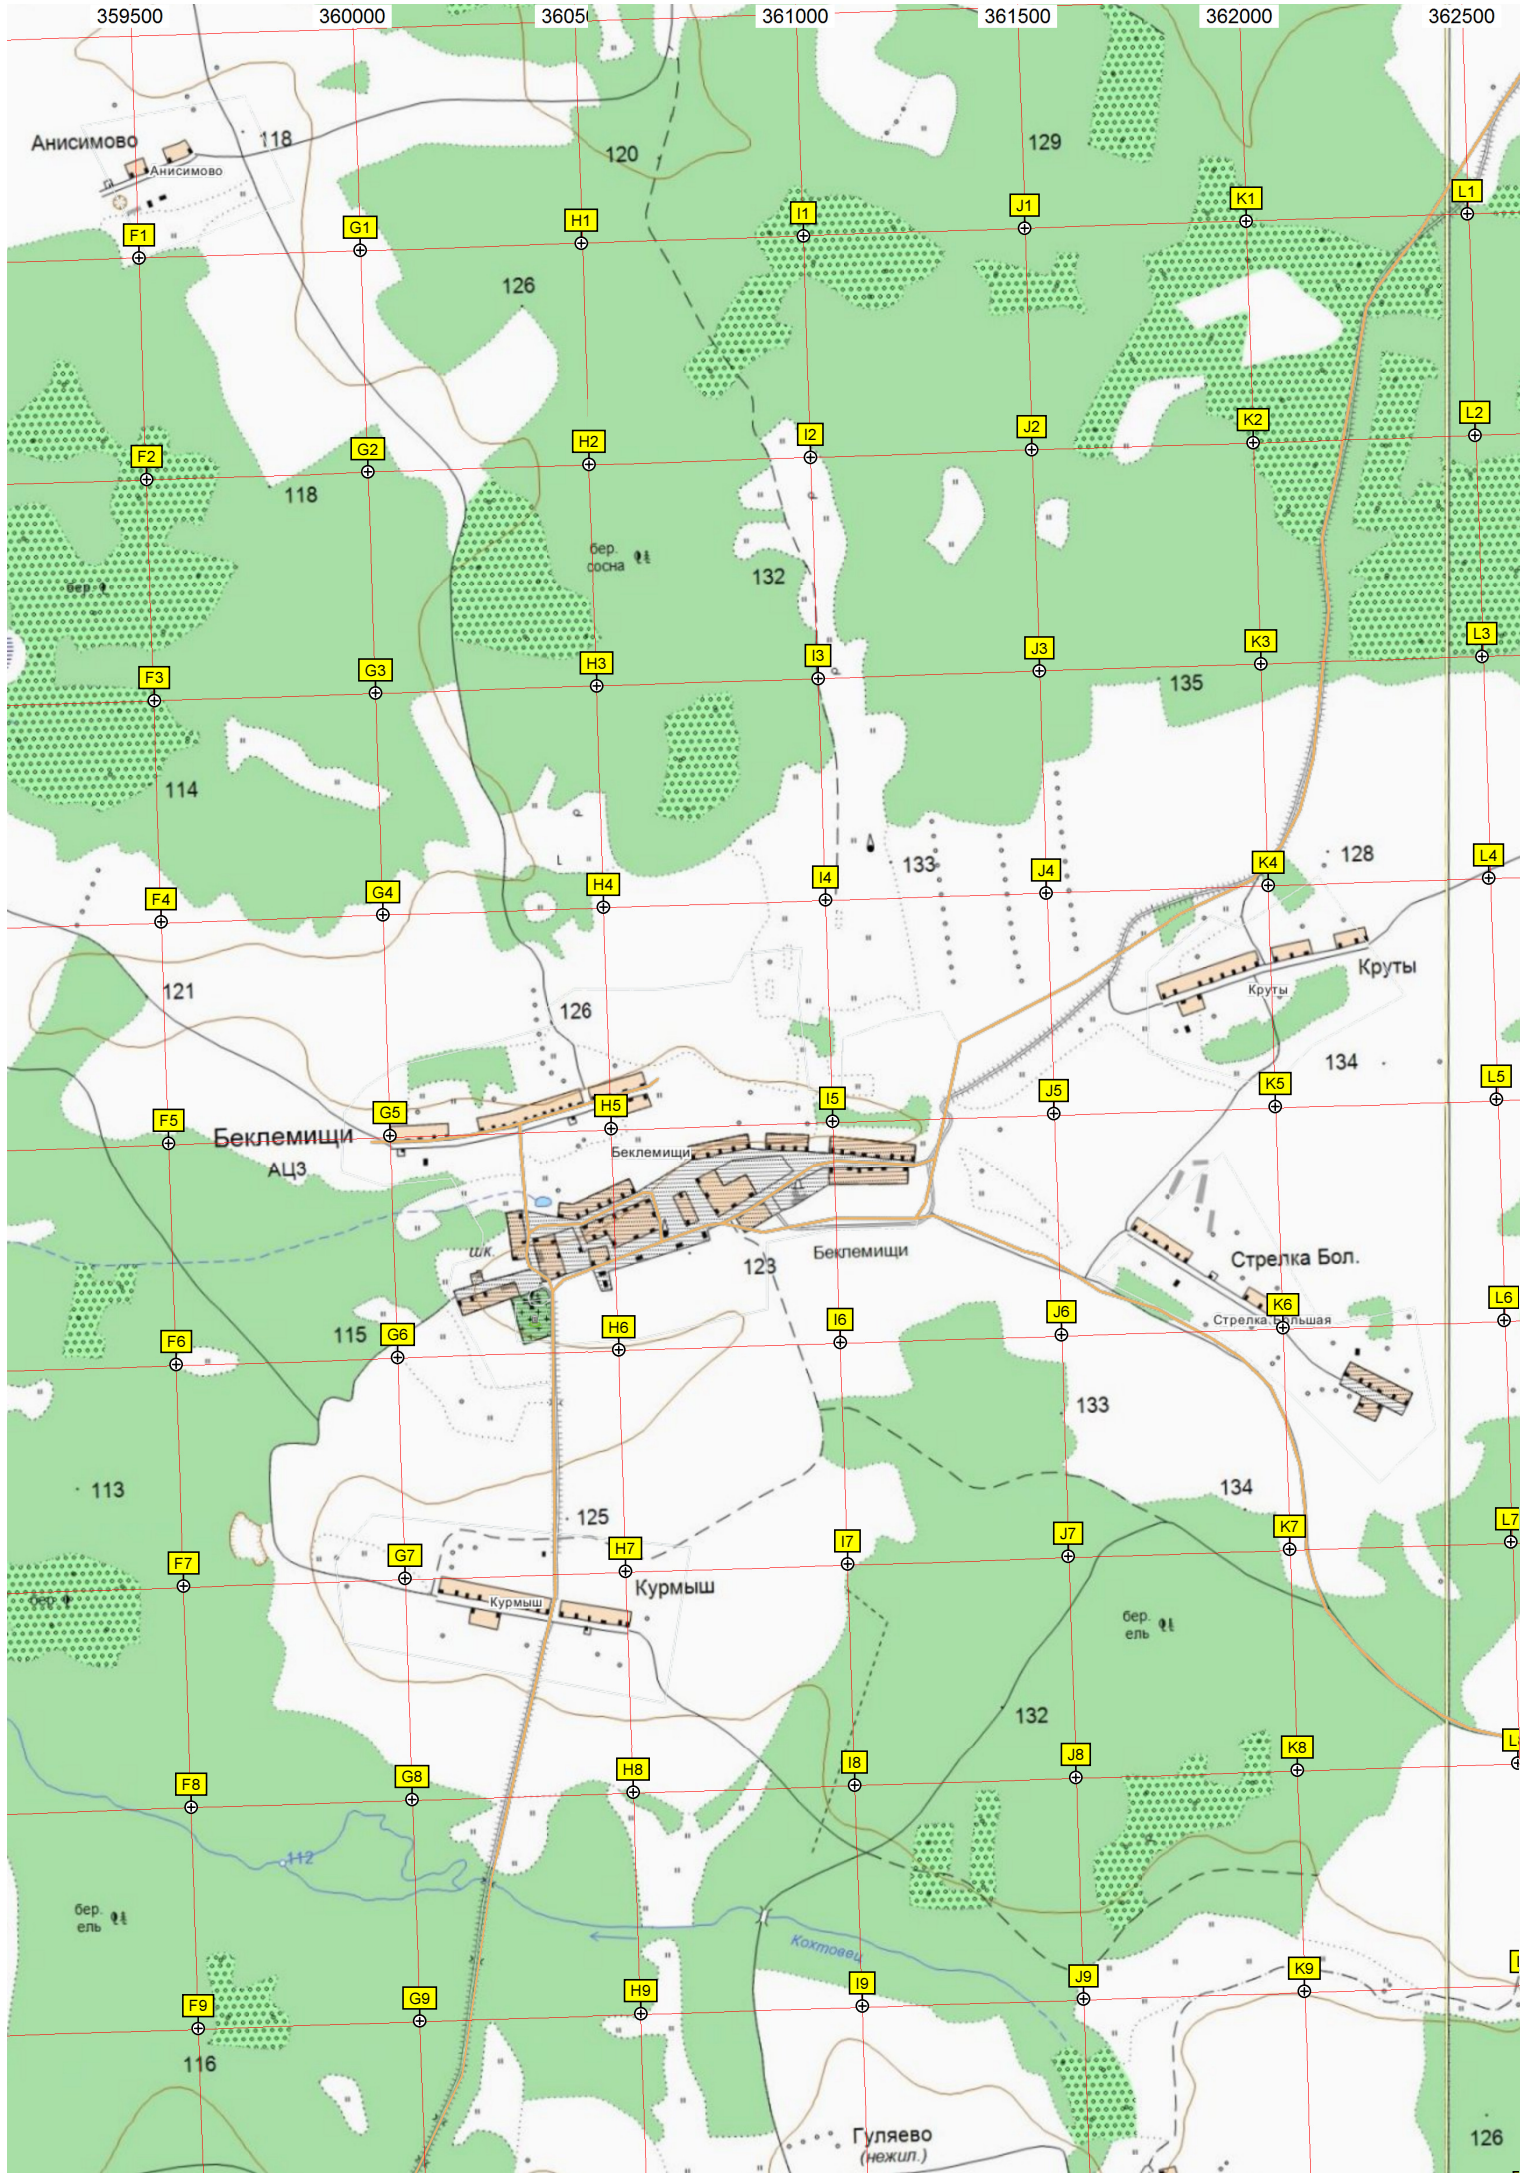 359500 360000 361000 361500 362000 362500
Анисимово
118
120
129
Анисимово
F1 G1 H1 I1 J1 K1 L1
126
F2 G2 H2 I2 J2 K2 L2
118
бер.
сосна
132
бер.
F3 G3 H3 I3 J3 K3 L3
135
114
133
128
F4 G4 H4 I4 J4 K4 L4
Круты
Круты
121
126
134
F5 G5 H5 I5 J5 K5 L5
Беклемищи
АЦЗ
Беклемищи
шк.
Беклемищи
123
Стрелка Бол.
Стрелка Большая
115
F6 G6 H6 I6 J6 K6 L6
133
113
134
125
F7 G7 H7 I7 J7 K7 L7
Курмыш
Курмыш
бер.
бер.
ель
132
F8 G8 H8 I8 J8 K8
112
бер.
ель
Кохтовец
F9 G9 H9 I9 J9 K9
116
Гуляево
(нежил.)
126